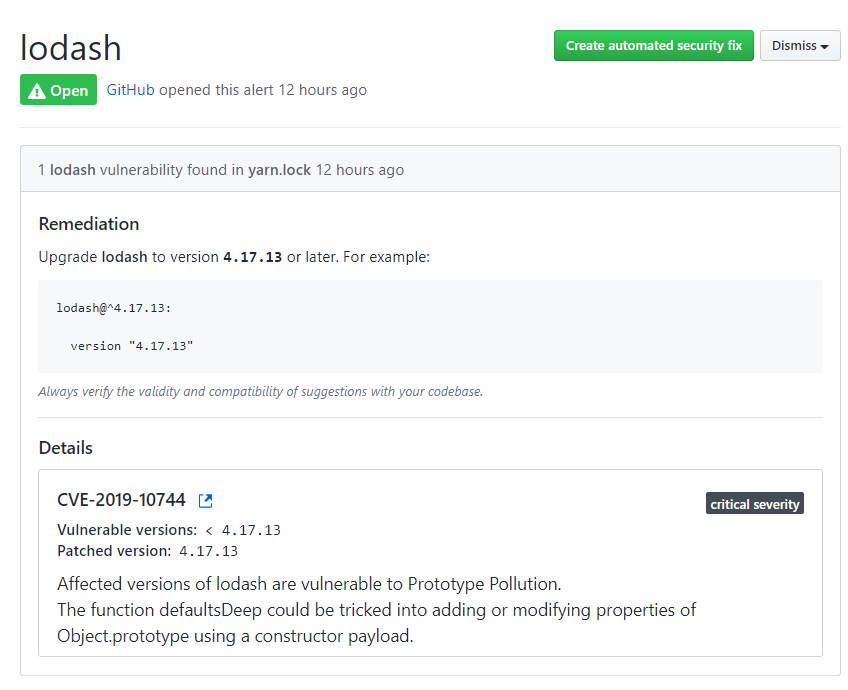 lodash
Create automated security fix
Dismiss
Open
GitHub opened this alert 12 hours ago
1 lodash vulnerability found in yarn.lock 12 hours ago
Remediation
Upgrade lodash to version 4.17.13 or later. For example:
lodash@^4.17.13:
version "4.17.13"
Always verify the validity and compatibility of suggestions with your codebase.
Details
CVE-2019-10744
critical severity
Vulnerable versions: < 4.17.13
Patched version: 4.17.13
Affected versions of lodash are vulnerable to Prototype Pollution.
The function defaultsDeep could be tricked into adding or modifying properties of
Object.prototype using a constructor payload.